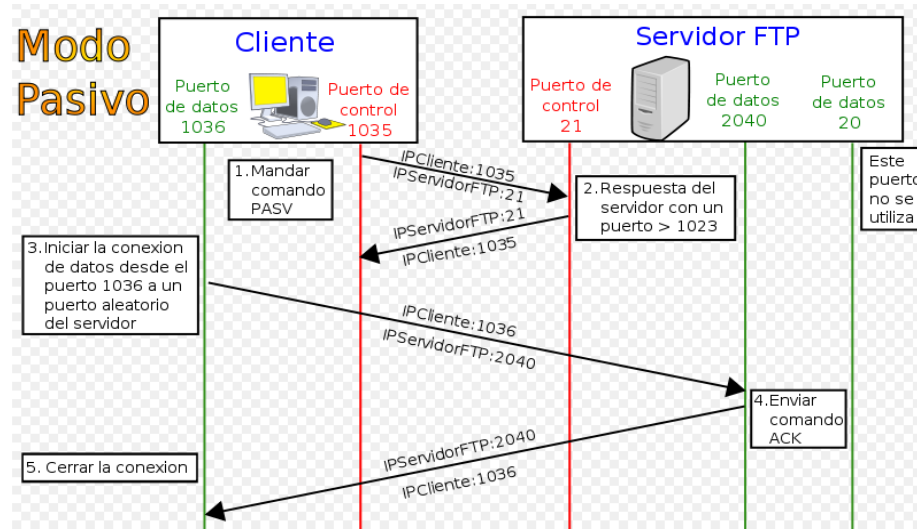 Modo
Pasivo
Cliente
Puerto
de datos
1036
Puerto de
control
1035
Servidor FTP
Puerto de
control
21
Puerto
de datos
2040
Puerto
de datos
20
Este
puerto
no se
utiliza
1.Mandar
comando
PASV
IPCliente:1035
IPServidorFTP:21
2.Respuesta del
servidor con un
puerto > 1023
IPServidorFTP:21
IPCliente:1035
3.Iniciar la conexion
de datos desde el
puerto 1036 a un
puerto aleatorio
del servidor
IPCliente:1036
IPServidorFTP:2040
4.Enviar
comando
ACK
IPServidorFTP:2040
IPCliente:1036
5. Cerrar la conexion